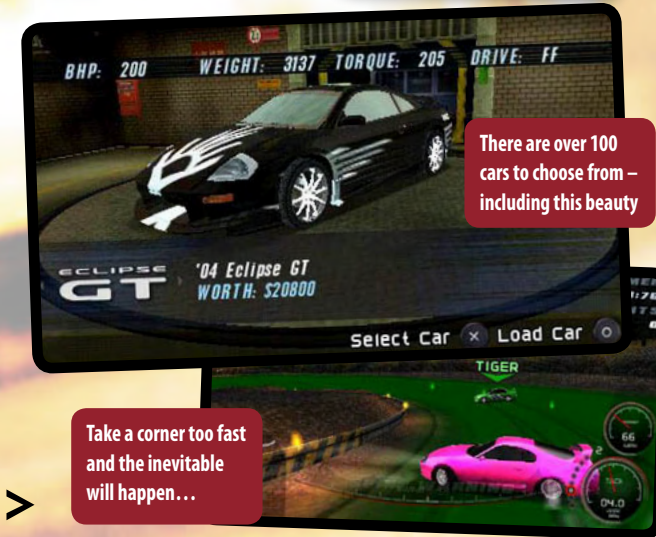 BHP: 200 WEIGHT: 3137 TORQUE: 205 DRIVE: FF
There are over 100
cars to choose from –
including this beauty
ECLIPSE
GT
'04 Eclipse GT
WORTH: $20800
Select Car X Load Car O
TIGER
Take a corner too fast
and the inevitable
will happen…
66
2
04.0
>